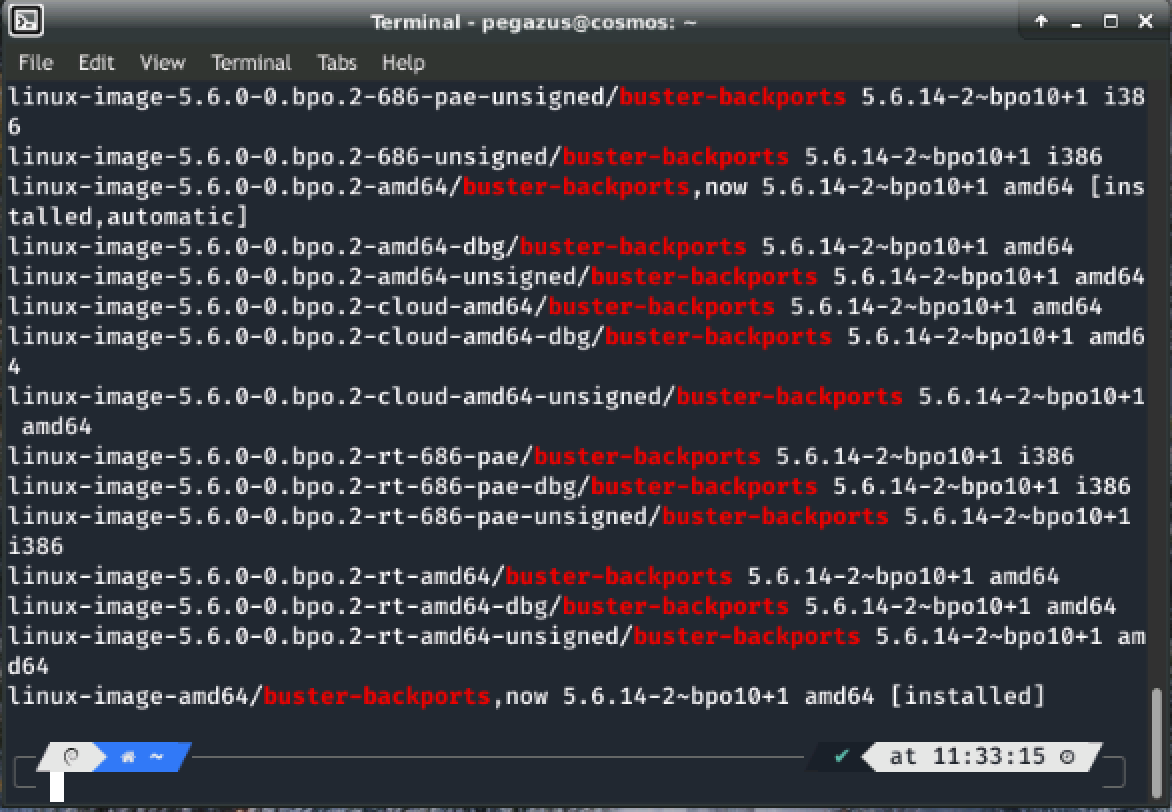 Terminal - pegazus@cosmos: ~
File Edit View Terminal Tabs Help
linux-image-5.6.0-0.bpo.2-686-pae-unsigned/buster-backports 5.6.14-2~bpo10+1 i38
6
linux-image-5.6.0-0.bpo.2-686-unsigned/buster-backports 5.6.14-2~bpo10+1 i386
linux-image-5.6.0-0.bpo.2-amd64/buster-backports,now 5.6.14-2~bpo10+1 amd64 [ins
talled,automatic]
linux-image-5.6.0-0.bpo.2-amd64-dbg/buster-backports 5.6.14-2~bpo10+1 amd64
linux-image-5.6.0-0.bpo.2-amd64-unsigned/buster-backports 5.6.14-2~bpo10+1 amd64
linux-image-5.6.0-0.bpo.2-cloud-amd64/buster-backports 5.6.14-2~bpo10+1 amd64
linux-image-5.6.0-0.bpo.2-cloud-amd64-dbg/buster-backports 5.6.14-2~bpo10+1 amd6
4
linux-image-5.6.0-0.bpo.2-cloud-amd64-unsigned/buster-backports 5.6.14-2~bpo10+1
amd64
linux-image-5.6.0-0.bpo.2-rt-686-pae/buster-backports 5.6.14-2~bpo10+1 i386
linux-image-5.6.0-0.bpo.2-rt-686-pae-dbg/buster-backports 5.6.14-2~bpo10+1 i386
linux-image-5.6.0-0.bpo.2-rt-686-pae-unsigned/buster-backports 5.6.14-2~bpo10+1
i386
linux-image-5.6.0-0.bpo.2-rt-amd64/buster-backports 5.6.14-2~bpo10+1 amd64
linux-image-5.6.0-0.bpo.2-rt-amd64-dbg/buster-backports 5.6.14-2~bpo10+1 amd64
linux-image-5.6.0-0.bpo.2-rt-amd64-unsigned/buster-backports 5.6.14-2~bpo10+1 am
d64
linux-image-amd64/buster-backports,now 5.6.14-2~bpo10+1 amd64 [installed]
~ ✔ at 11:33:15